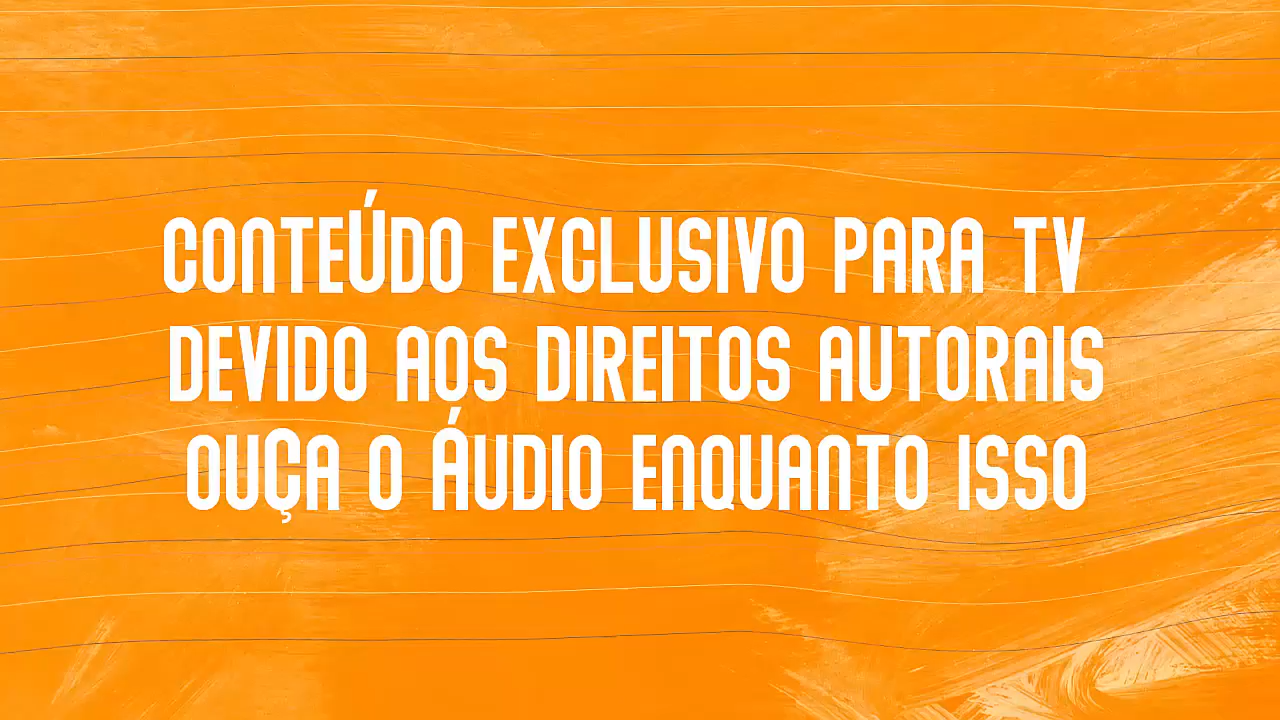 CONTEÚDO EXCLUSIVO PARA TV
DEVIDO AOS DIREITOS AUTORAIS
OUÇA O ÁUDIO ENQUANTO ISSO